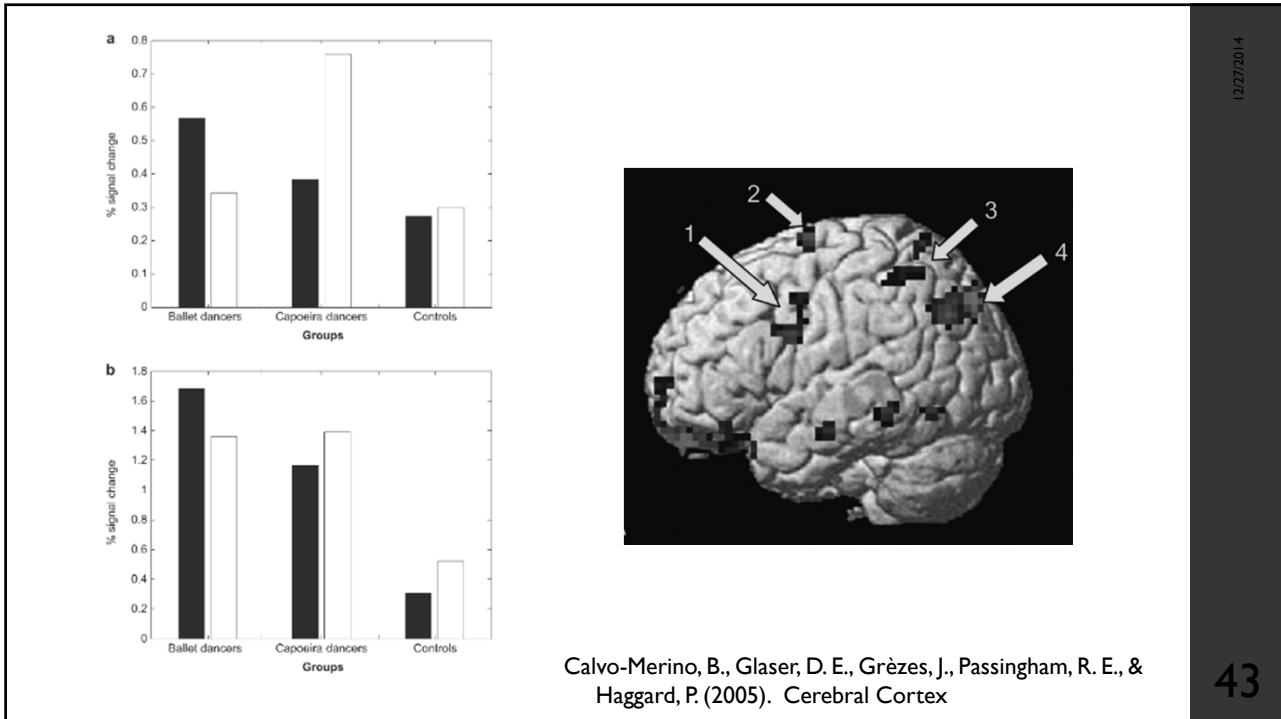 a
0.8
0.7
0.6
0.5
0.4
0.3
0.2
0.1
0
% signal change
Ballet dancers Capoeira dancers Controls
Groups
b
1.8
1.6
1.4
1.2
1
0.8
0.6
0.4
0.2
0
% signal change
Ballet dancers Capoeira dancers Controls
Groups
1
2
3
4
Calvo-Merino, B., Glaser, D. E., Grèzes, J., Passingham, R. E., &
Haggard, P. (2005). Cerebral Cortex
12/27/2014
43